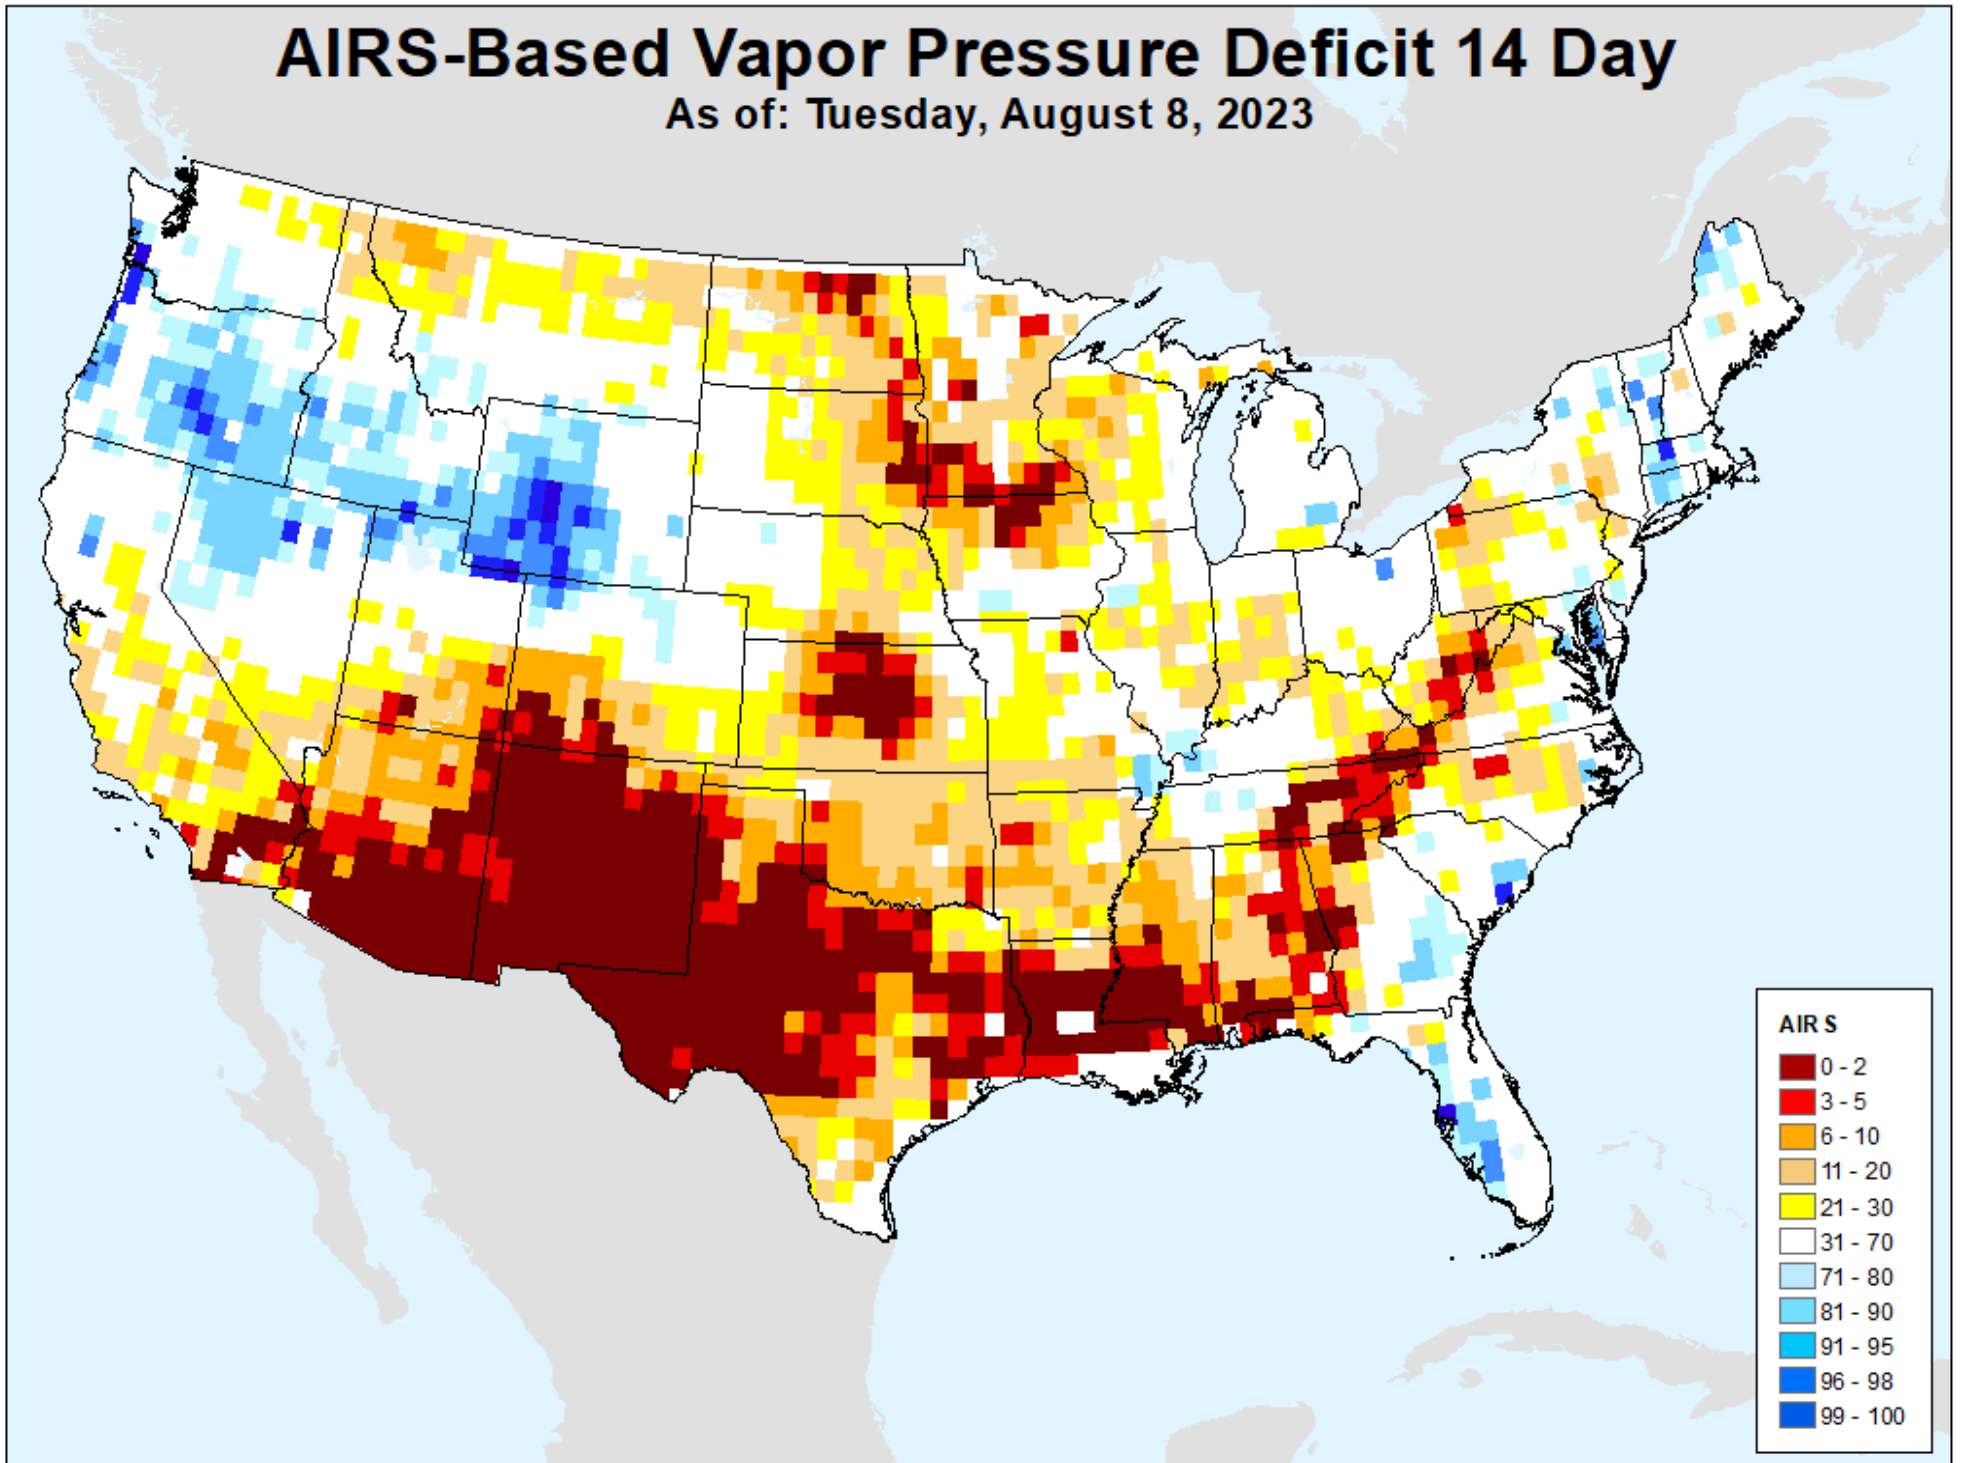 AIRS-Based Vapor Pressure Deficit 14 Day
As of: Tuesday, August 8, 2023
AIRS
0 - 2
3 - 5
6 - 10
11 - 20
21 - 30
31 - 70
71 - 80
81 - 90
91 - 95
96 - 98
99 - 100